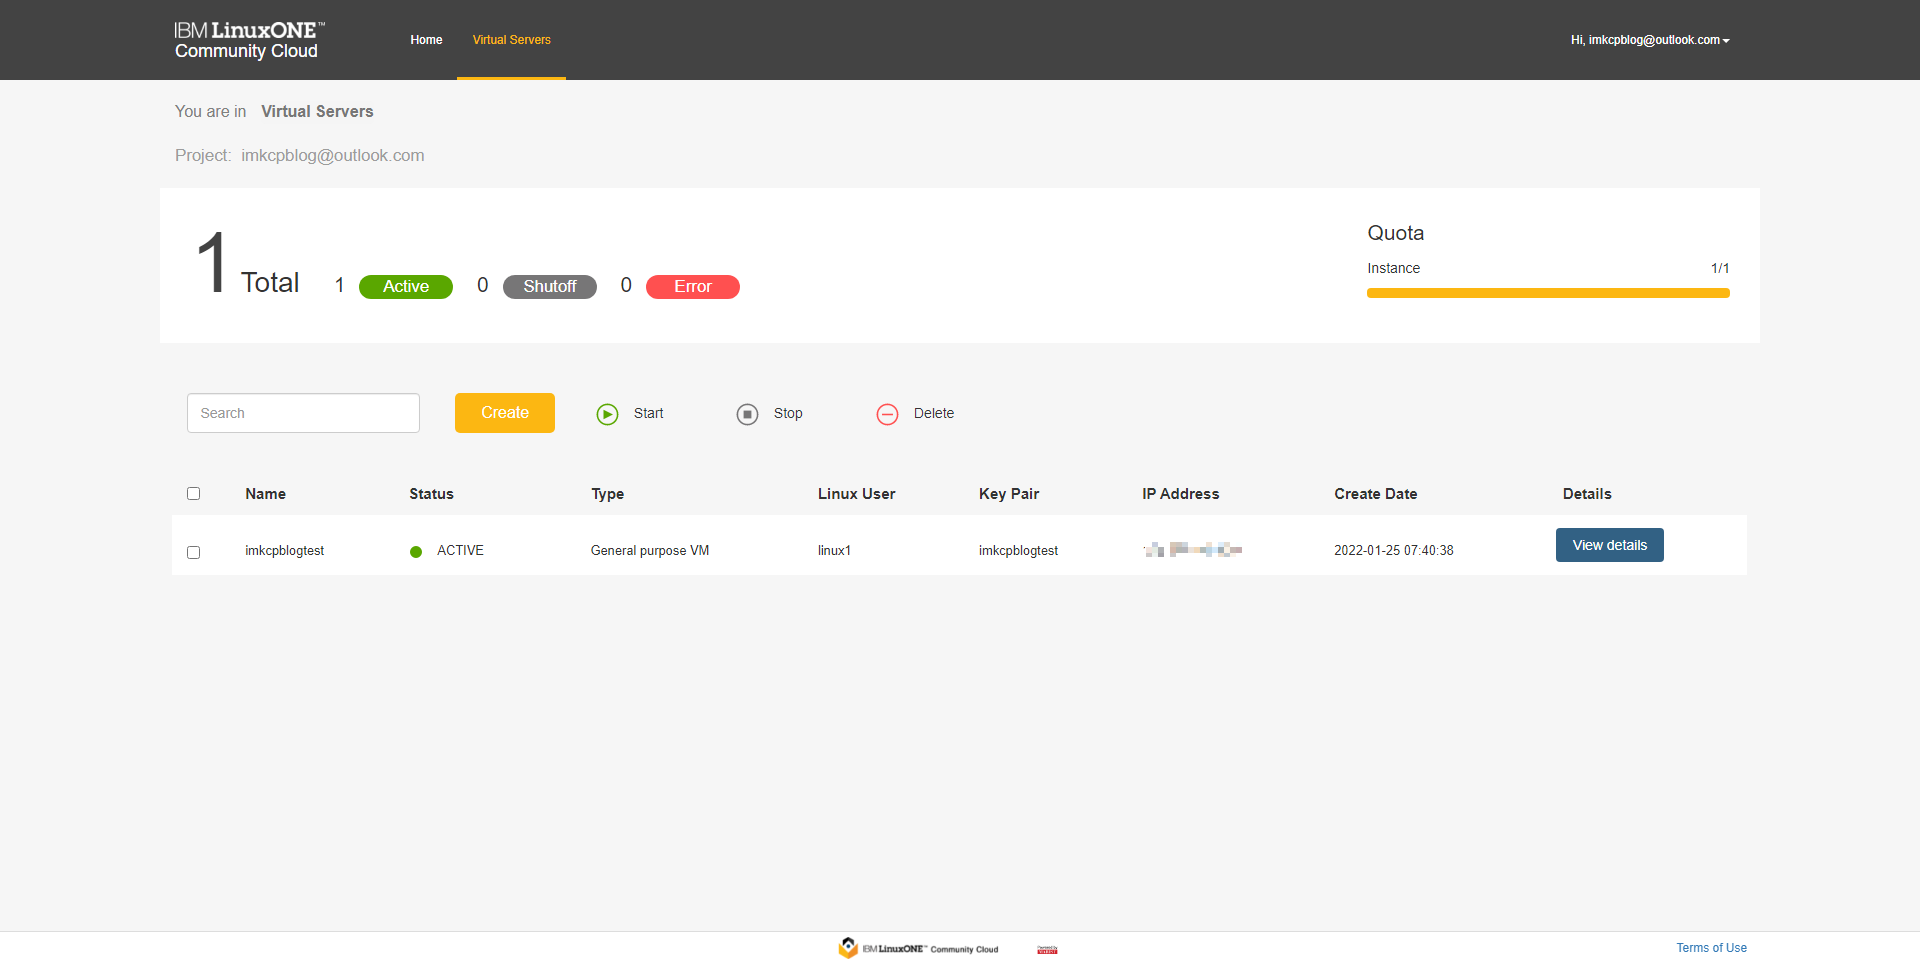 IBM LinuxONE™
Community Cloud
Home
Virtual Servers
Hi, imkcpblog@outlook.com
You are in Virtual Servers
Project: imkcpblog@outlook.com
1 Total
1 Active
0 Shutoff
0 Error
Quota
Instance 1/1
Search
Create
Start
Stop
Delete
Name Status Type Linux User Key Pair IP Address Create Date Details
imkcpblogtest ACTIVE General purpose VM linux1 imkcpblogtest 2022-01-25 07:40:38 View details
IBM LinuxONE™ Community Cloud
Terms of Use